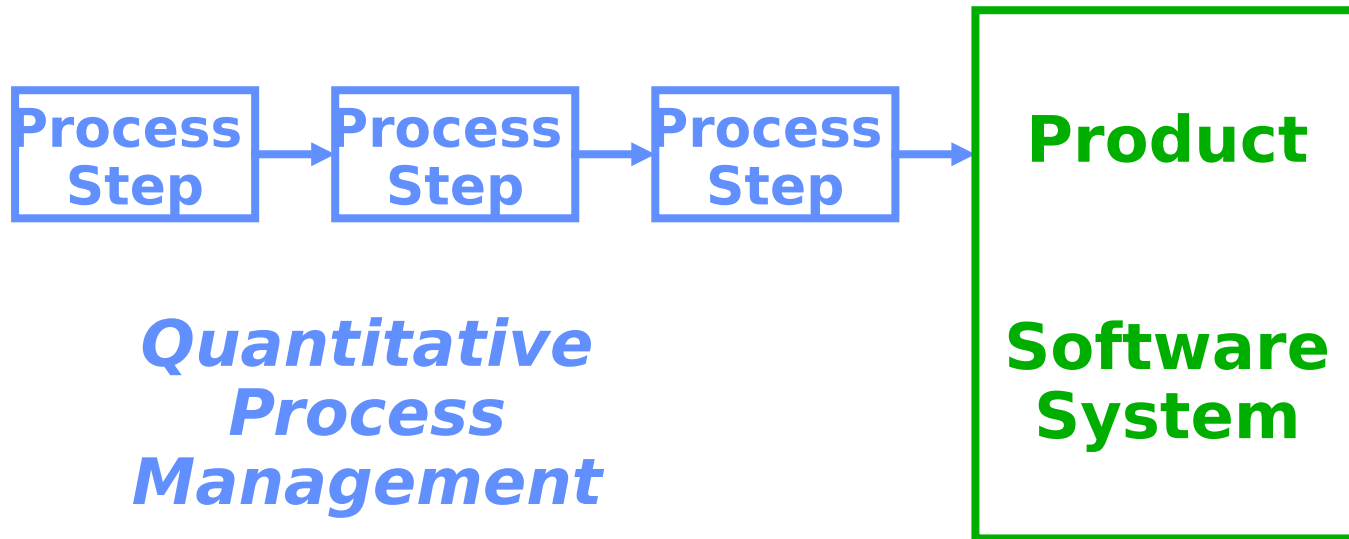 Process
Step
Process
Step
Process
Step
Product
Software
System
Quantitative
Process
Management